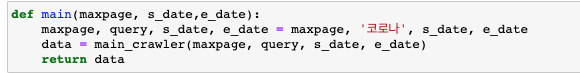 def main(maxpage, s_date,e_date):
    maxpage, query, s_date, e_date = maxpage, '코로나', s_date, e_date
    data = main_crawler(maxpage, query, s_date, e_date)
    return data